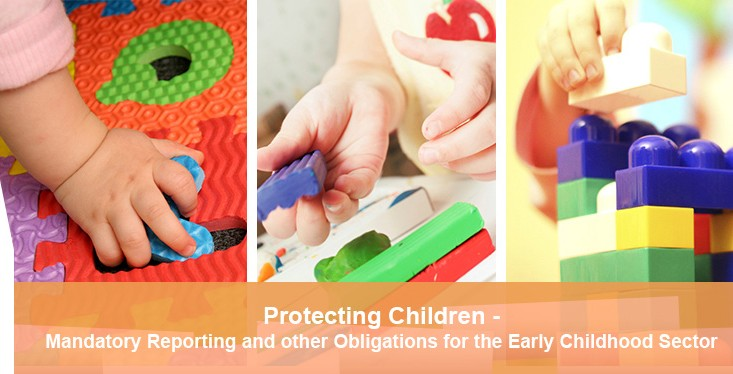 Protecting Children -
Mandatory Reporting and other Obligations for the Early Childhood Sector